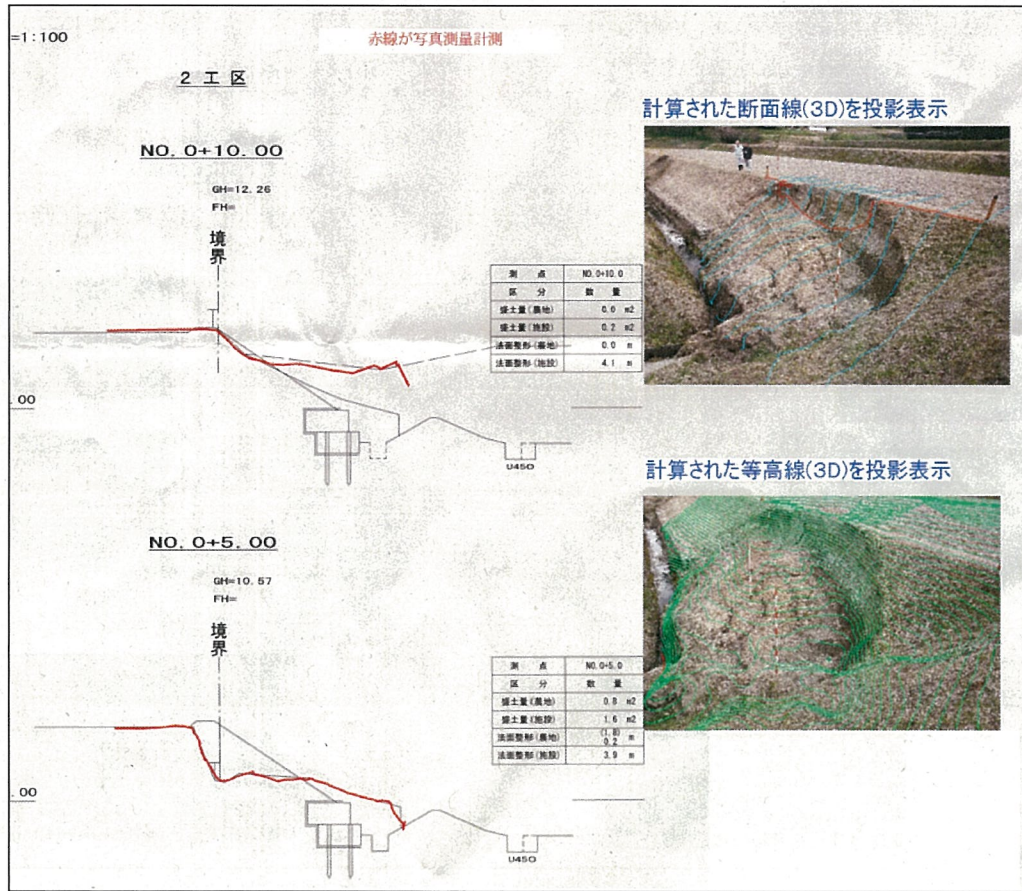 =1:100
赤線が写真測量計測
2 工 区
NO. 0+10. 00
GH=12. 26
FH=
境界
.00
U450
測 点 NO. 0+10. 0
区 分 数 量
盛土量(農地) 0.0 m2
盛土量(施設) 0.2 m2
法面整形(農地) 0.0 m
法面整形(施設) 4.1 m
計算された断面線(3D)を投影表示
NO. 0+5. 00
GH=10. 57
FH=
境界
.00
U450
測 点 NO. 0+5. 0
区 分 数 量
盛土量(農地) 0.8 m2
盛土量(施設) 1.6 m2
法面整形(農地) (1.8) 0.2 m
法面整形(施設) 3.9 m
計算された等高線(3D)を投影表示